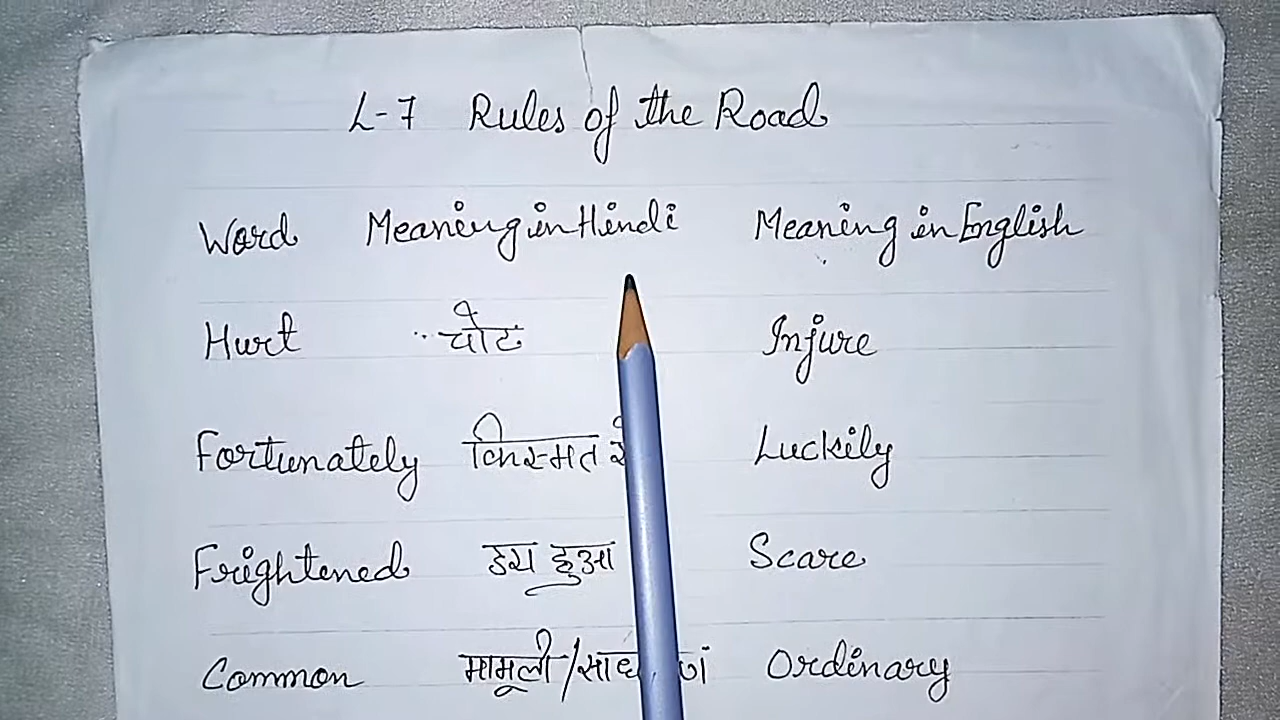 L-7 Rules of the Road
Word Meaning in Hindi Meaning in English
Hurt चोट Injure
Fortunately किस्मत Luckily
Frightened डरा हुआ Scare
Common मामूली/ Ordinary